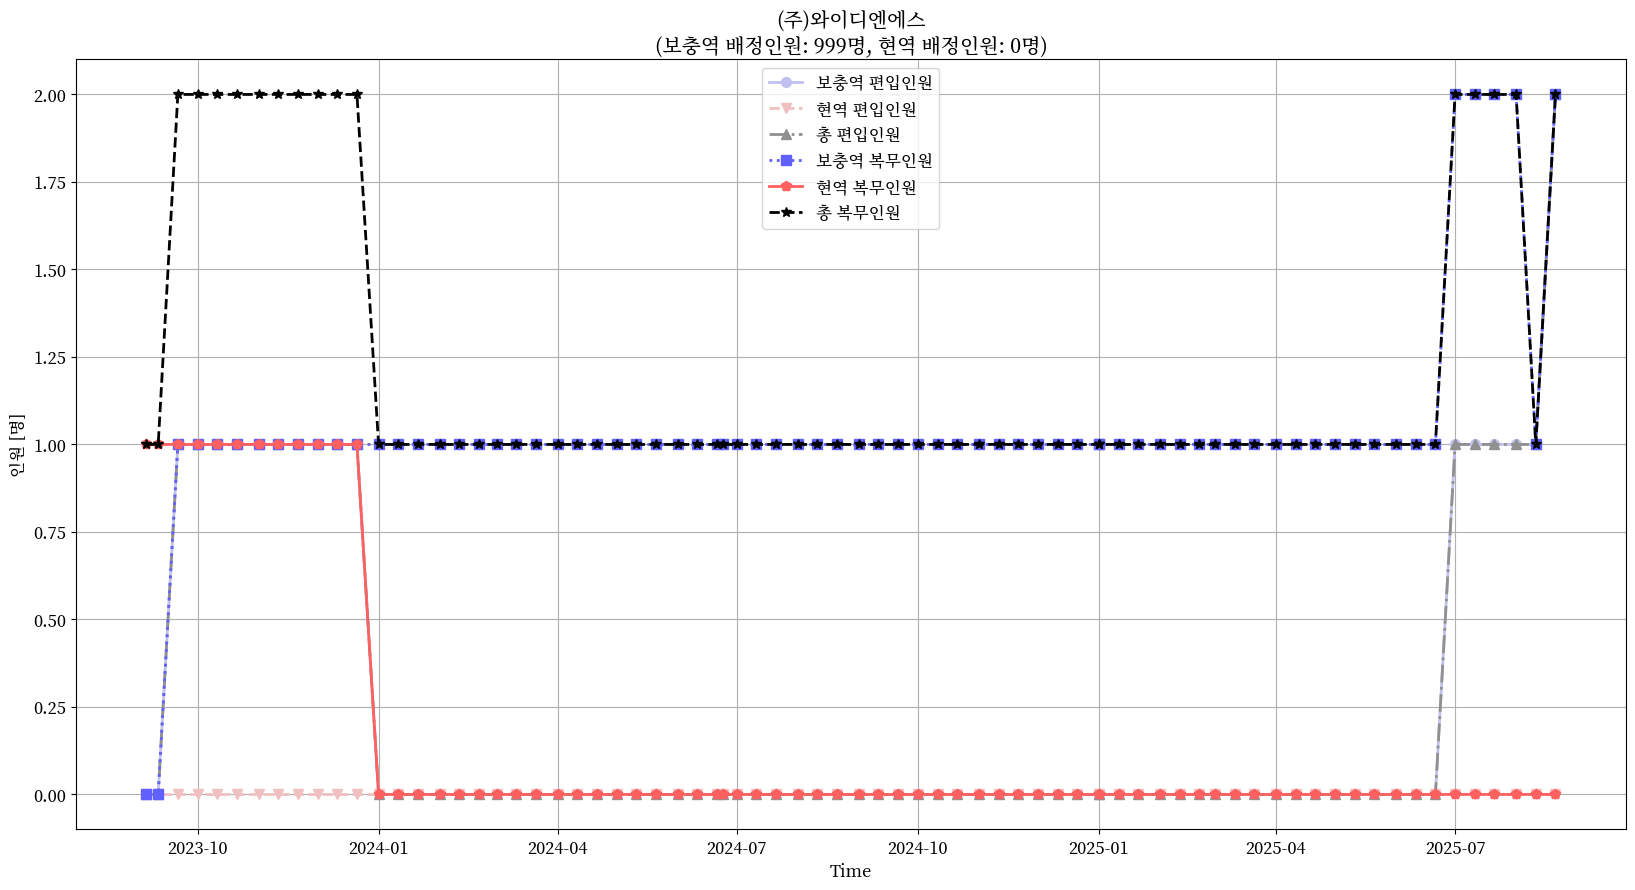 (주)와이디엔에스
(보충역 배정인원: 999명, 현역 배정인원: 0명)
보충역 편입인원
현역 편입인원
총 편입인원
보충역 복무인원
현역 복무인원
총 복무인원
2.00
1.75
1.50
1.25
1.00
0.75
0.50
0.25
0.00
인원 [명]
2023-10
2024-01
2024-04
2024-07
2024-10
2025-01
2025-04
2025-07
Time